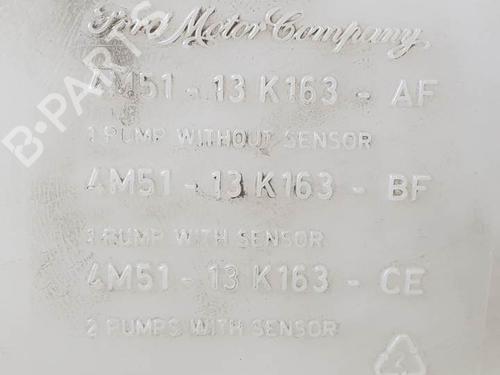 Ford Motor Company
4M51 - 13 K163 - AF
1 PUMP WITHOUT SENSOR
4M51 - 13 K163 - BF
1 PUMP WITH SENSOR
4M51 - 13 K163 - CE
2 PUMPS WITH SENSOR
B-PARTS